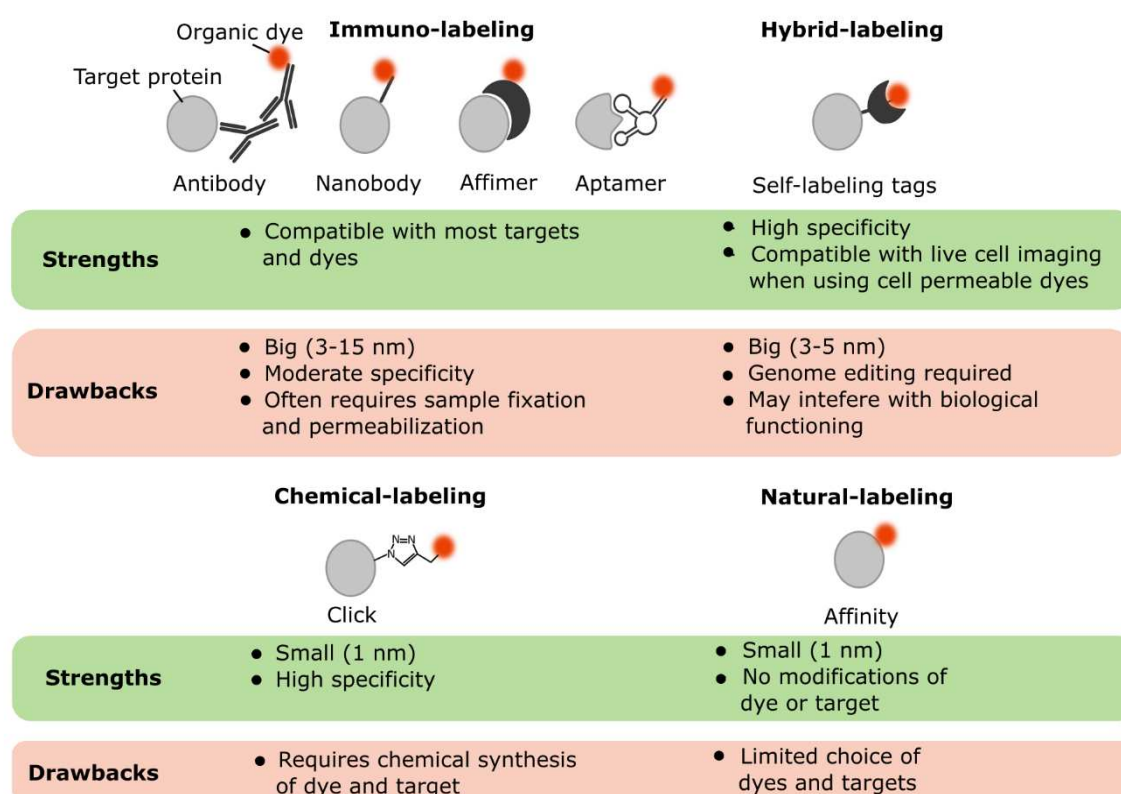 Organic dye
Immuno-labeling
Hybrid-labeling
Target protein
Antibody
Nanobody
Affimer
Aptamer
Self-labeling tags
Strengths
● Compatible with most targets
and dyes
● High specificity
● Compatible with live cell imaging
when using cell permeable dyes
Drawbacks
● Big (3-15 nm)
● Moderate specificity
● Often requires sample fixation
and permeabilization
● Big (3-5 nm)
● Genome editing required
● May intefere with biological
functioning
Chemical-labeling
Natural-labeling
N=N
N
Click
Affinity
Strengths
● Small (1 nm)
● High specificity
● Small (1 nm)
● No modifications of
dye or target
Drawbacks
● Requires chemical synthesis
of dye and target
● Limited choice of
dyes and targets